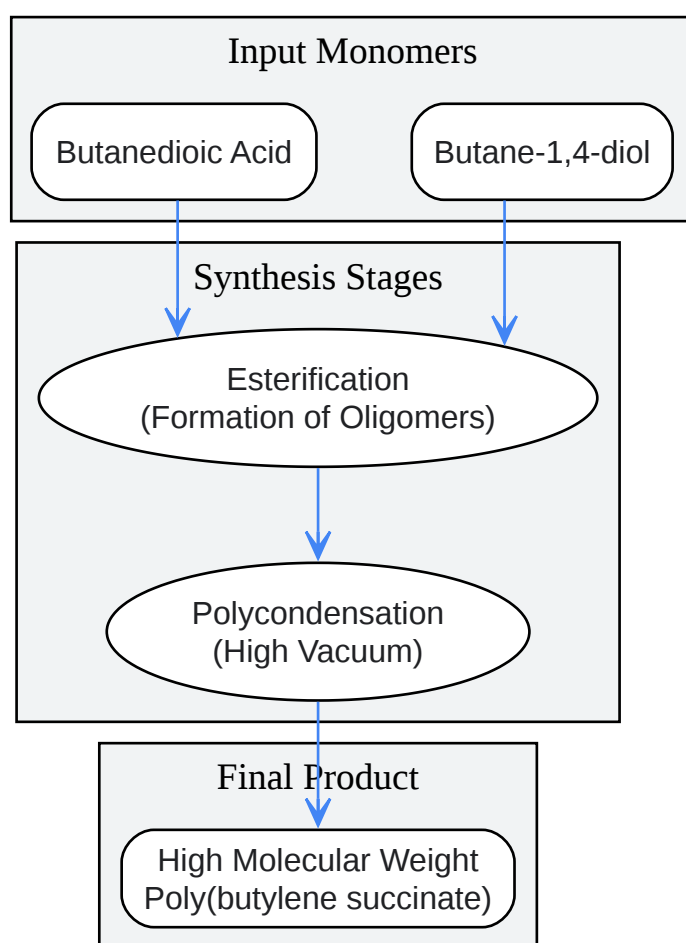 Input Monomers
Butanedioic Acid
Butane-1,4-diol
Synthesis Stages
Esterification
(Formation of Oligomers)
Polycondensation
(High Vacuum)
Final Product
High Molecular Weight
Poly(butylene succinate)